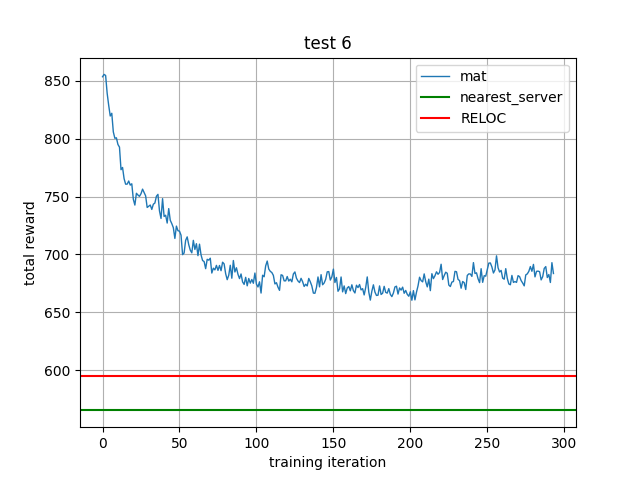 test 6
mat
nearest_server
RELOC
total reward
850
800
750
700
650
600
0 50 100 150 200 250 300
training iteration